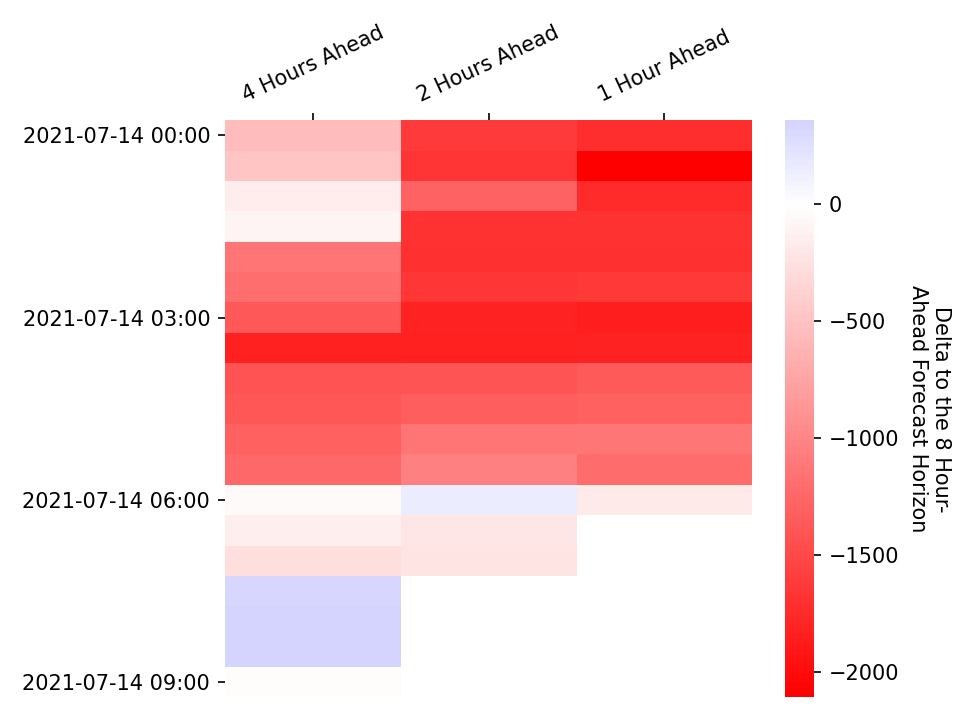 4 Hours Ahead
2 Hours Ahead
1 Hour Ahead
2021-07-14 00:00
2021-07-14 03:00
2021-07-14 06:00
2021-07-14 09:00
0
−500
−1000
−1500
−2000
Delta to the 8 Hour-
Ahead Forecast Horizon